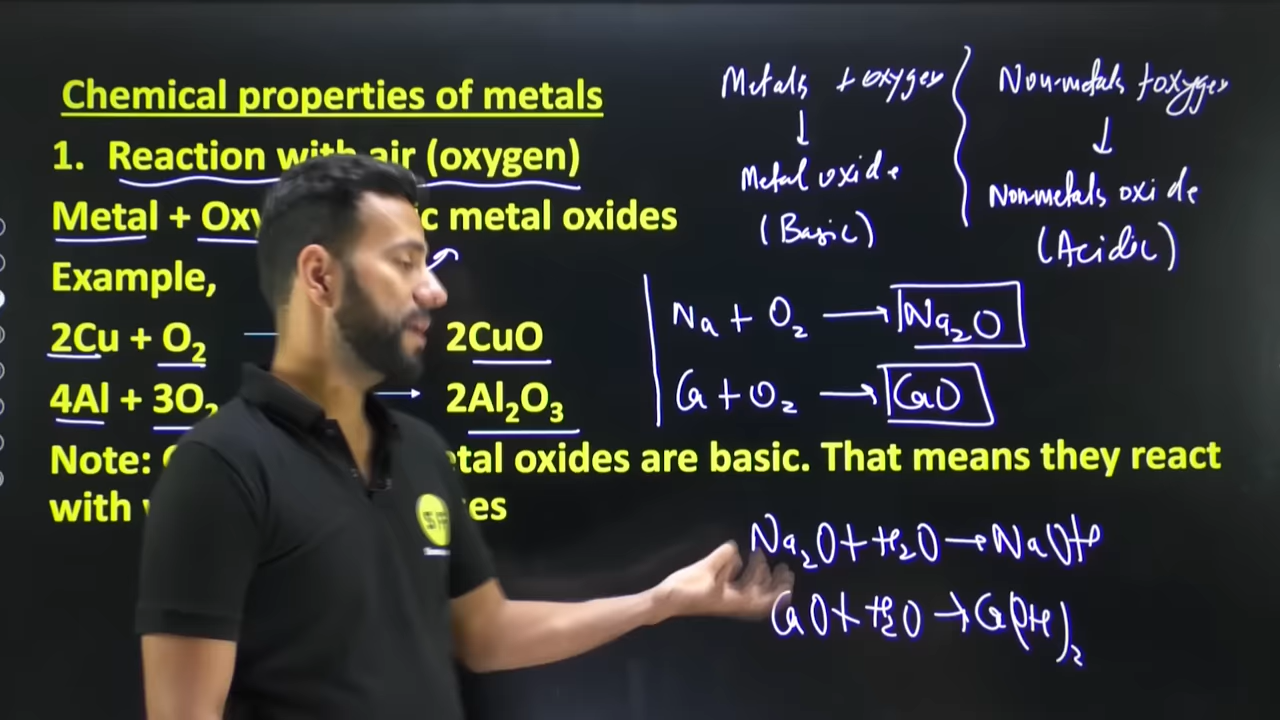 Chemical properties of metals
1. Reaction with air (oxygen)
Metal + Oxy c metal oxides
Example,
2Cu + O₂ 2CuO
4Al + 3O₂ → 2Al₂O₃
Note: etal oxides are basic. That means they react
with es
Metals + oxygen
↓
Metal oxide
(Basic)
Non-metals + oxygen
↓
Non-metals oxide
(Acidic)
Na + O₂ → Na₂O
Ca + O₂ → CaO
Na₂O + H₂O → NaOH
CaO + H₂O → Ca(OH)₂